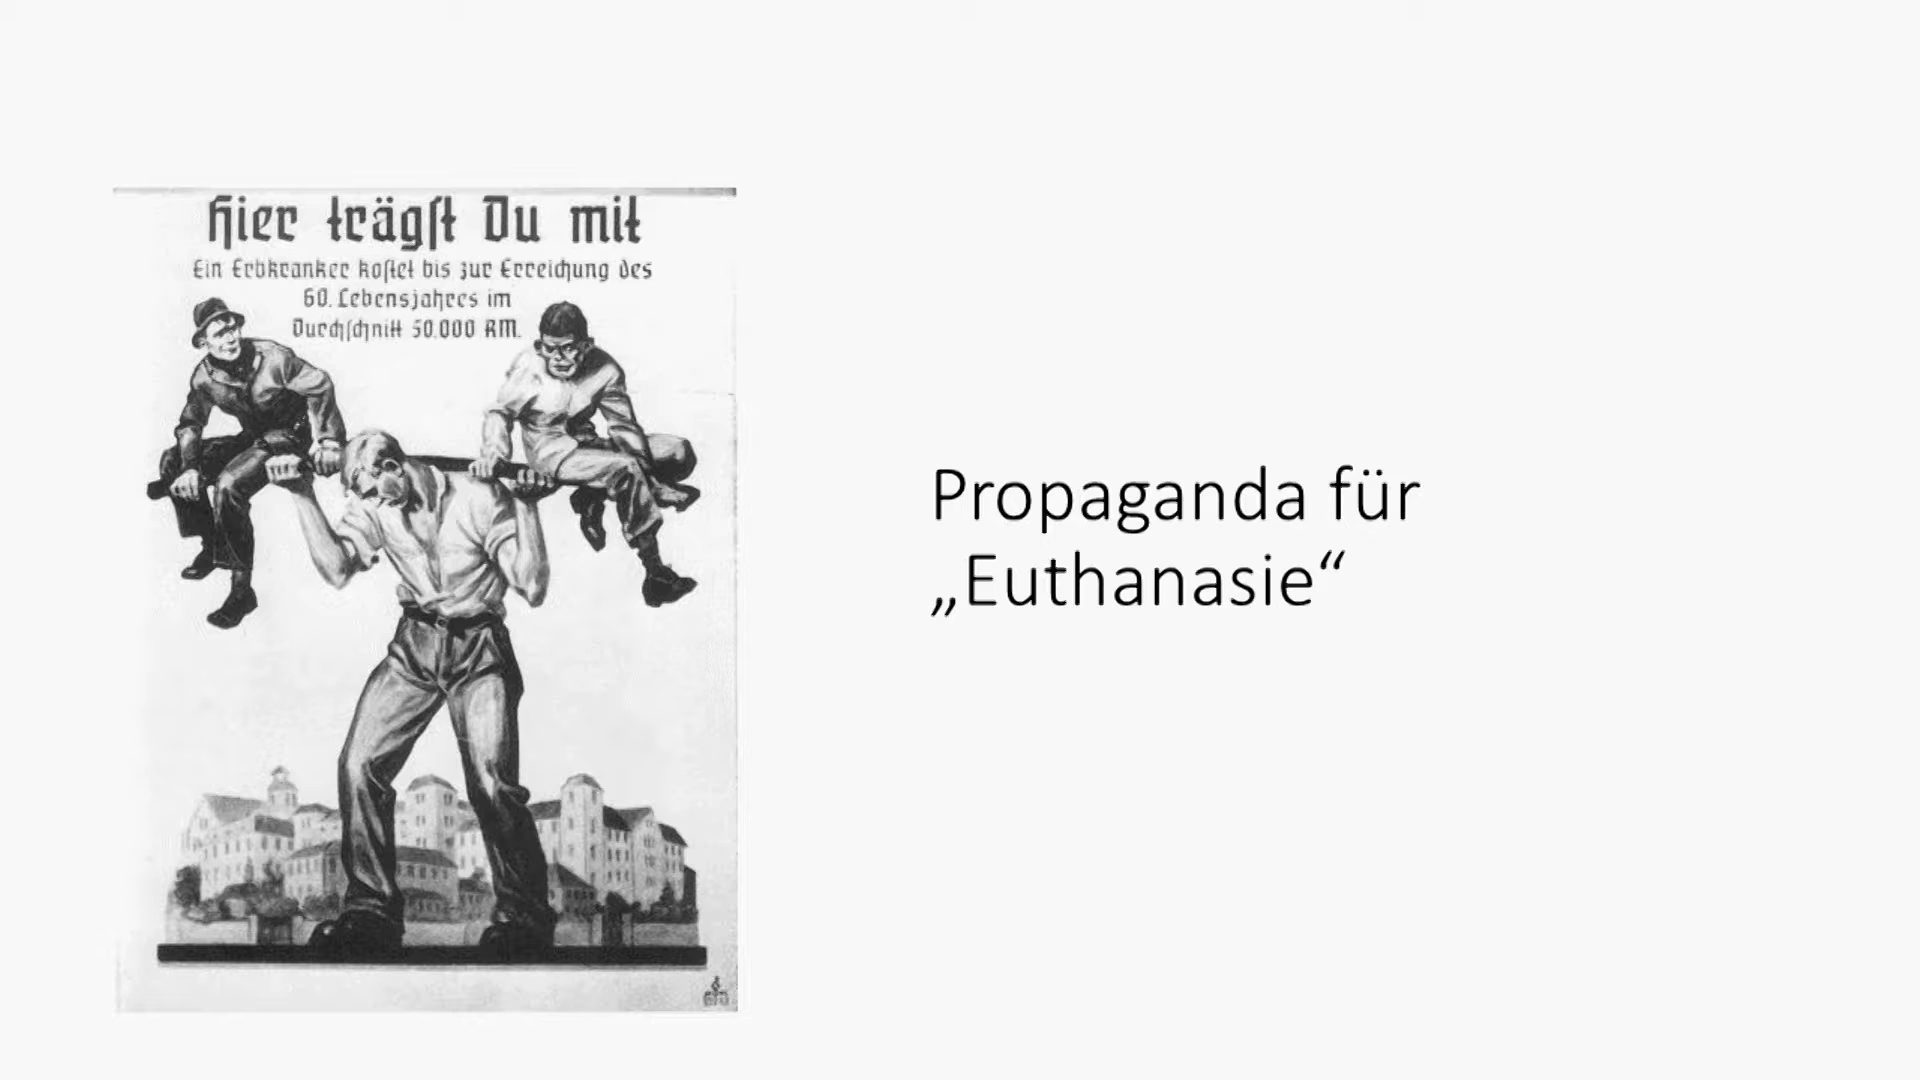 Hier trägſt Du mit
Ein Erbkranker koſtet bis zur Erreichung des
60. Lebensjahres im
Durchſchnitt 50.000 RM.
Propaganda für
„Euthanasie“